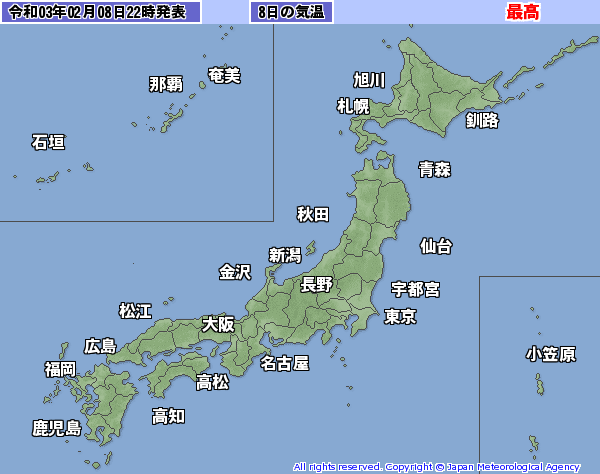 令和03年02月08日22時発表
8日の気温
最高
奄美
那覇
石垣
旭川
札幌
釧路
青森
秋田
仙台
新潟
金沢
長野
宇都宮
松江
東京
大阪
広島
小笠原
名古屋
福岡
高松
高知
鹿児島
All rights reserved. Copyright © Japan Meteorological Agency